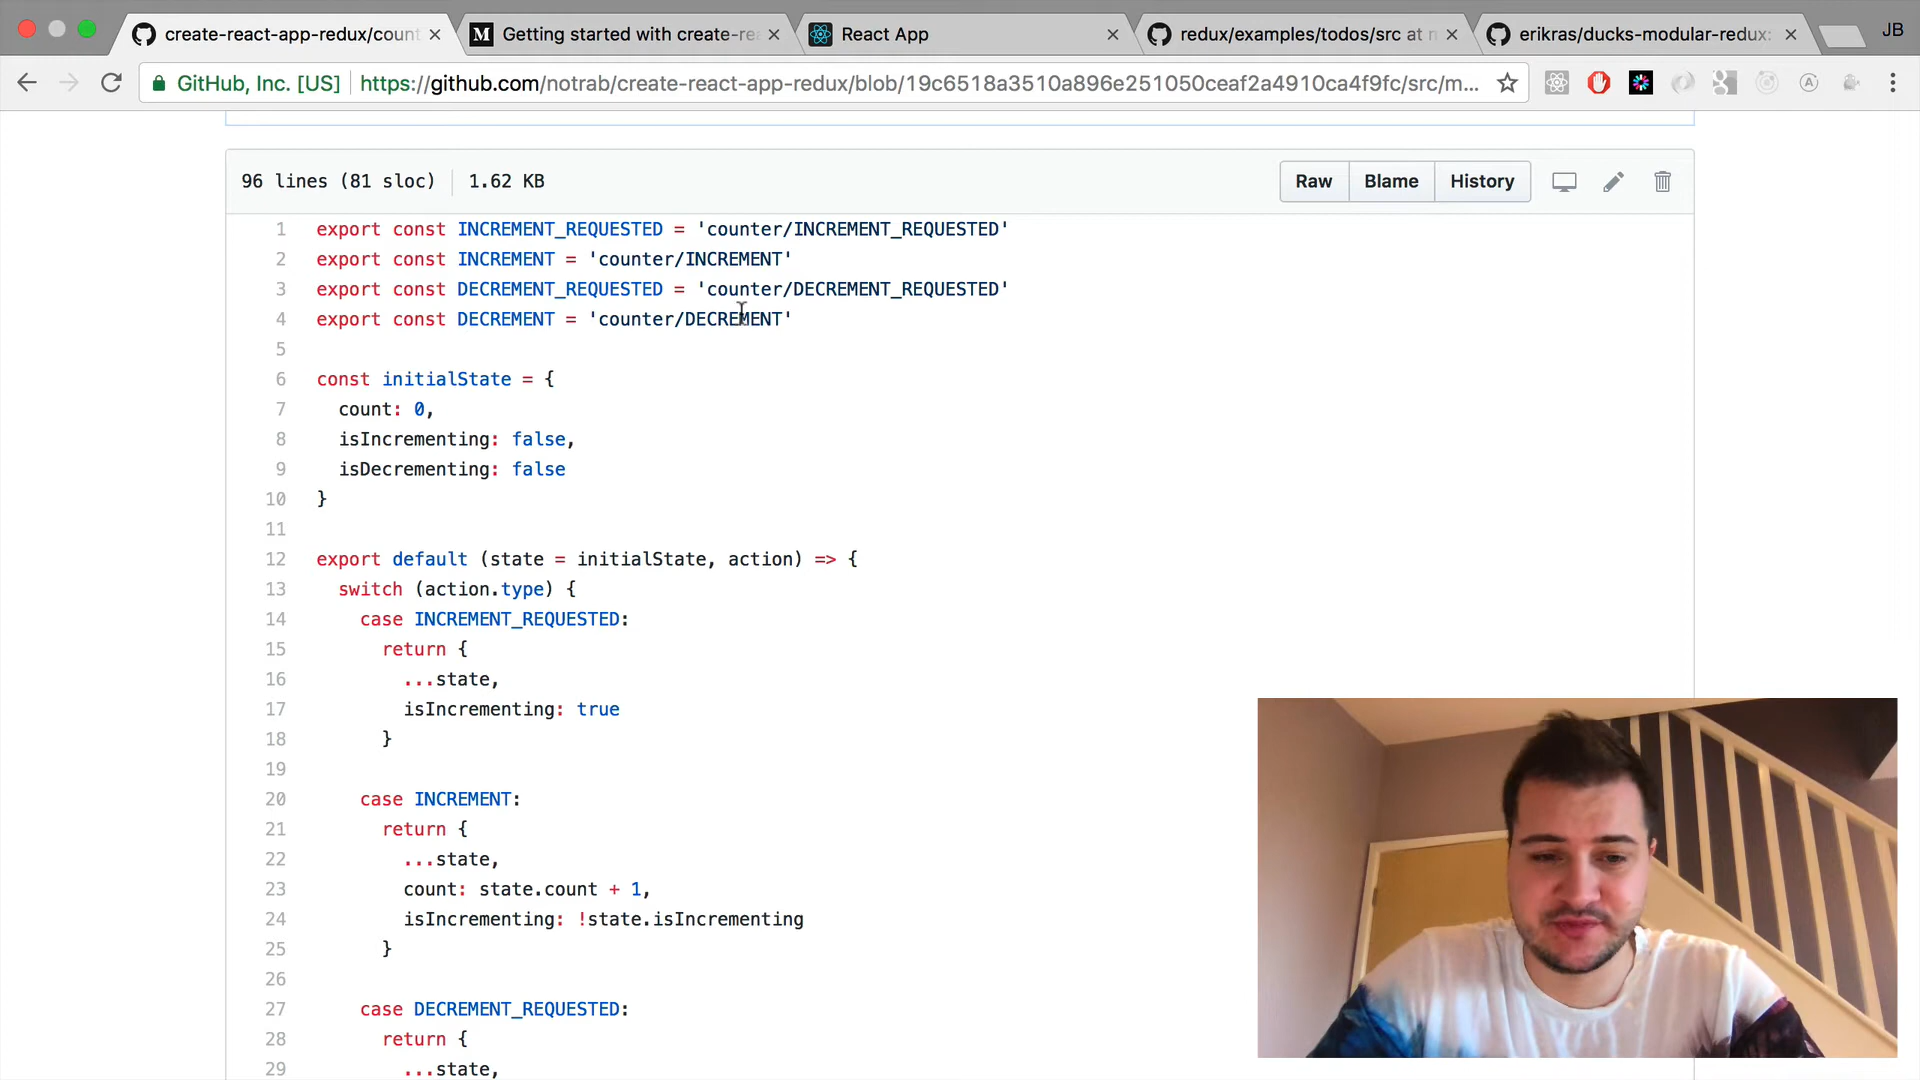 create-react-app-redux/count
Getting started with create-rea
React App
redux/examples/todos/src at m
erikras/ducks-modular-redux:
JB
GitHub, Inc. [US] https://github.com/notrab/create-react-app-redux/blob/19c6518a3510a896e251050ceaf2a4910ca4f9fc/src/m...
96 lines (81 sloc) 1.62 KB
Raw Blame History
1 export const INCREMENT_REQUESTED = 'counter/INCREMENT_REQUESTED'
2 export const INCREMENT = 'counter/INCREMENT'
3 export const DECREMENT_REQUESTED = 'counter/DECREMENT_REQUESTED'
4 export const DECREMENT = 'counter/DECREMENT'
5
6 const initialState = {
7 count: 0,
8 isIncrementing: false,
9 isDecrementing: false
10 }
11
12 export default (state = initialState, action) => {
13 switch (action.type) {
14 case INCREMENT_REQUESTED:
15 return {
16 ...state,
17 isIncrementing: true
18 }
19
20 case INCREMENT:
21 return {
22 ...state,
23 count: state.count + 1,
24 isIncrementing: !state.isIncrementing
25 }
26
27 case DECREMENT_REQUESTED:
28 return {
29 ...state,